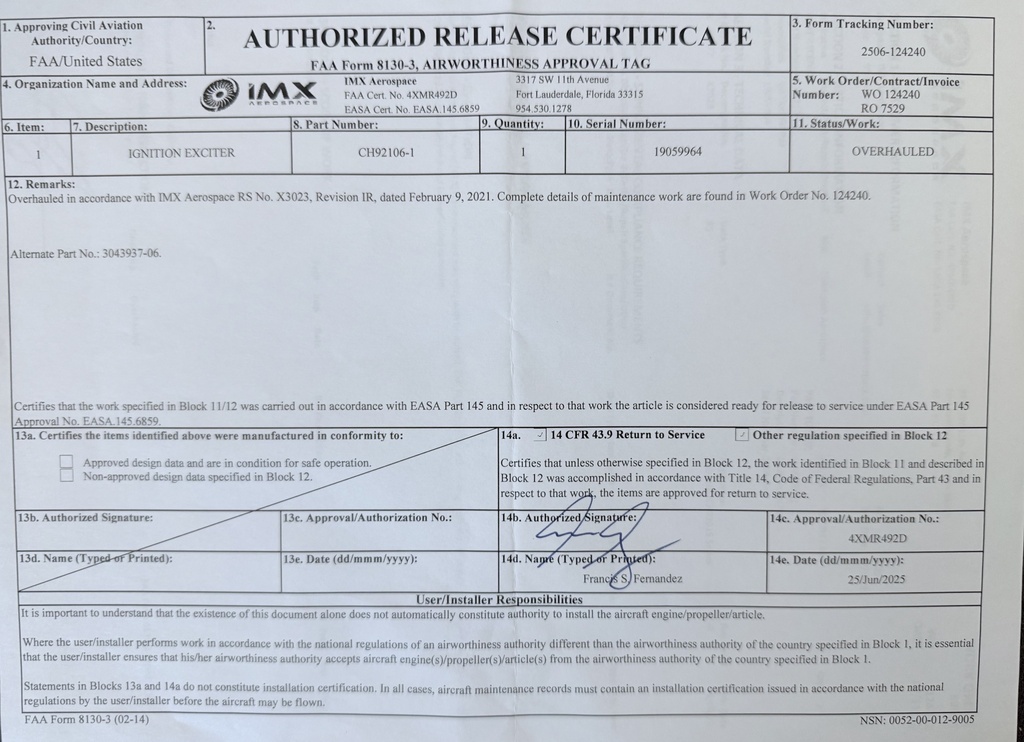 1. Approving Civil Aviation
Authority/Country:
FAA/United States
2.
AUTHORIZED RELEASE CERTIFICATE
FAA Form 8130-3, AIRWORTHINESS APPROVAL TAG
3. Form Tracking Number:
2506-124240
4. Organization Name and Address:
IMX
AEROSPACE
IMX Aerospace
FAA Cert. No. 4XMR492D
EASA Cert. No. EASA.145.6859
3317 SW 11th Avenue
Fort Lauderdale, Florida 33315
954.530.1278
5. Work Order/Contract/Invoice
Number: WO 124240
RO 7529
6. Item:
7. Description:
8. Part Number:
9. Quantity:
10. Serial Number:
11. Status/Work:
1
IGNITION EXCITER
CH92106-1
1
19059964
OVERHAULED
12. Remarks:
Overhauled in accordance with IMX Aerospace RS No. X3023, Revision IR, dated February 9, 2021. Complete details of maintenance work are found in Work Order No. 124240.
Alternate Part No.: 3043937-06.
Certifies that the work specified in Block 11/12 was carried out in accordance with EASA Part 145 and in respect to that work the article is considered ready for release to service under EASA Part 145
Approval No. EASA.145.6859.
13a. Certifies the items identified above were manufactured in conformity to:
Approved design data and are in condition for safe operation.
Non-approved design data specified in Block 12.
14a. ✓ 14 CFR 43.9 Return to Service ✓ Other regulation specified in Block 12
Certifies that unless otherwise specified in Block 12, the work identified in Block 11 and described in
Block 12 was accomplished in accordance with Title 14, Code of Federal Regulations, Part 43 and in
respect to that work, the items are approved for return to service.
13b. Authorized Signature:
13c. Approval/Authorization No.:
14b. Authorized Signature:
14c. Approval/Authorization No.:
4XMR492D
13d. Name (Typed or Printed):
13e. Date (dd/mmm/yyyy):
14d. Name (Typed or Printed):
Francis S. Fernandez
14e. Date (dd/mmm/yyyy):
25/Jun/2025
User/Installer Responsibilities
It is important to understand that the existence of this document alone does not automatically constitute authority to install the aircraft engine/propeller/article.
Where the user/installer performs work in accordance with the national regulations of an airworthiness authority different than the airworthiness authority of the country specified in Block 1, it is essential
that the user/installer ensures that his/her airworthiness authority accepts aircraft engine(s)/propeller(s)/article(s) from the airworthiness authority of the country specified in Block 1.
Statements in Blocks 13a and 14a do not constitute installation certification. In all cases, aircraft maintenance records must contain an installation certification issued in accordance with the national
regulations by the user/installer before the aircraft may be flown.
FAA Form 8130-3 (02-14)
NSN: 0052-00-012-9005